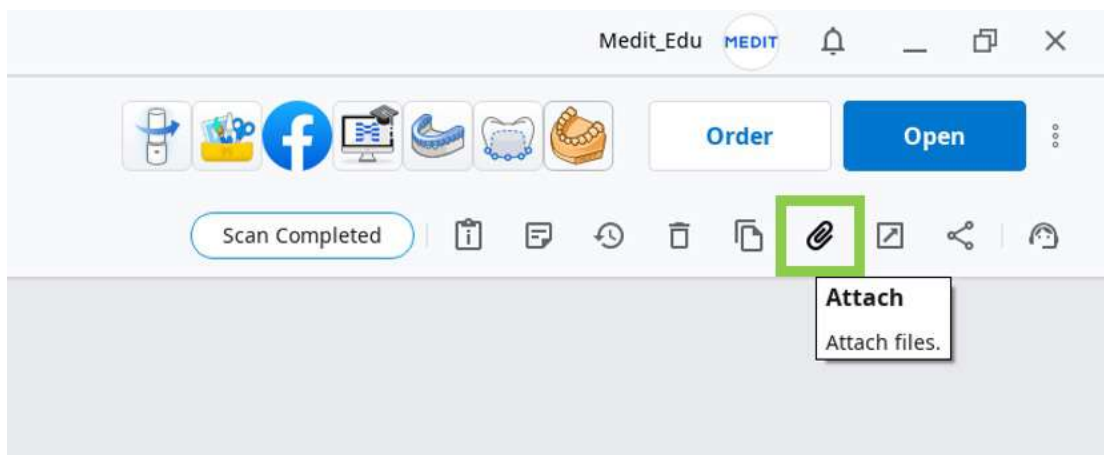 Medit_Edu MEDIT
Order Open
Scan Completed
Attach
Attach files.